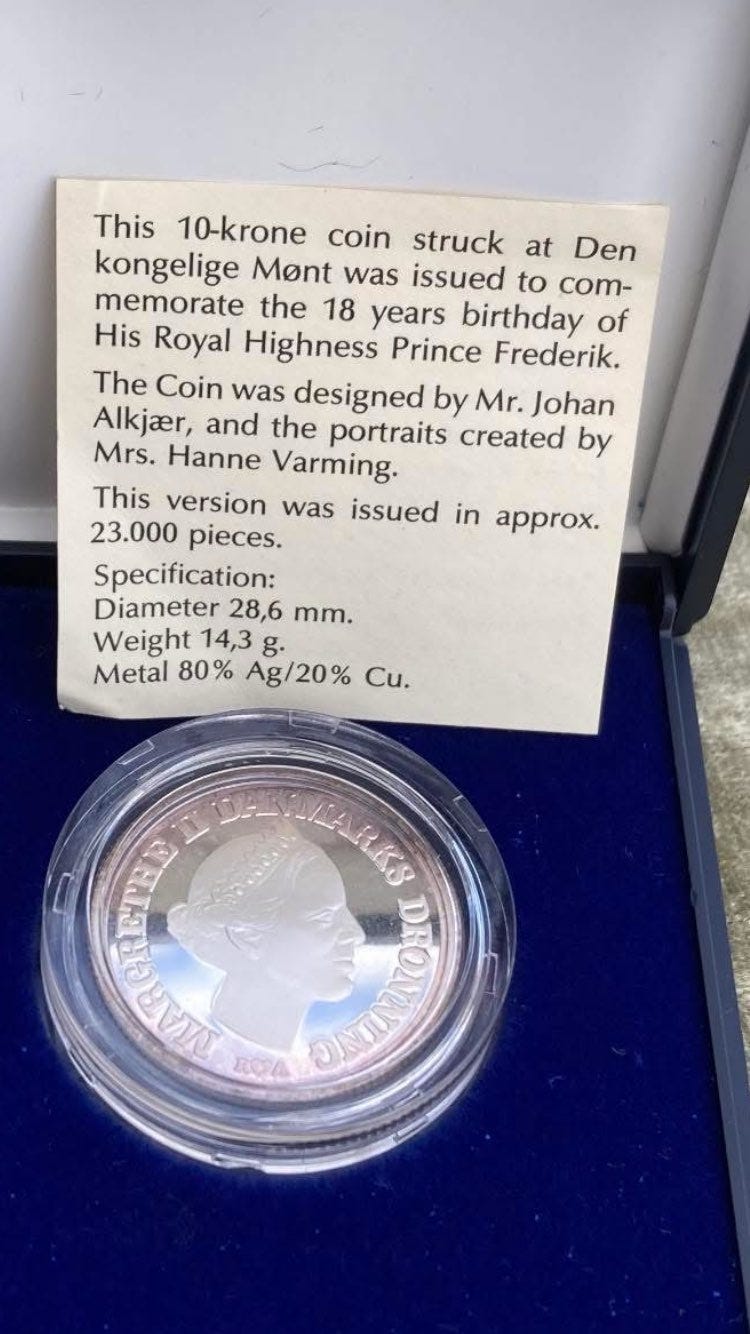 This 10-krone coin struck at Den
kongelige Mønt was issued to com-
memorate the 18 years birthday of
His Royal Highness Prince Frederik.
The Coin was designed by Mr. Johan
Alkjær, and the portraits created by
Mrs. Hanne Varming.
This version was issued in approx.
23.000 pieces.
Specification:
Diameter 28,6 mm.
Weight 14,3 g.
Metal 80% Ag/20% Cu.
MARGRETHE II DANMARKS DRONNING
R♥A